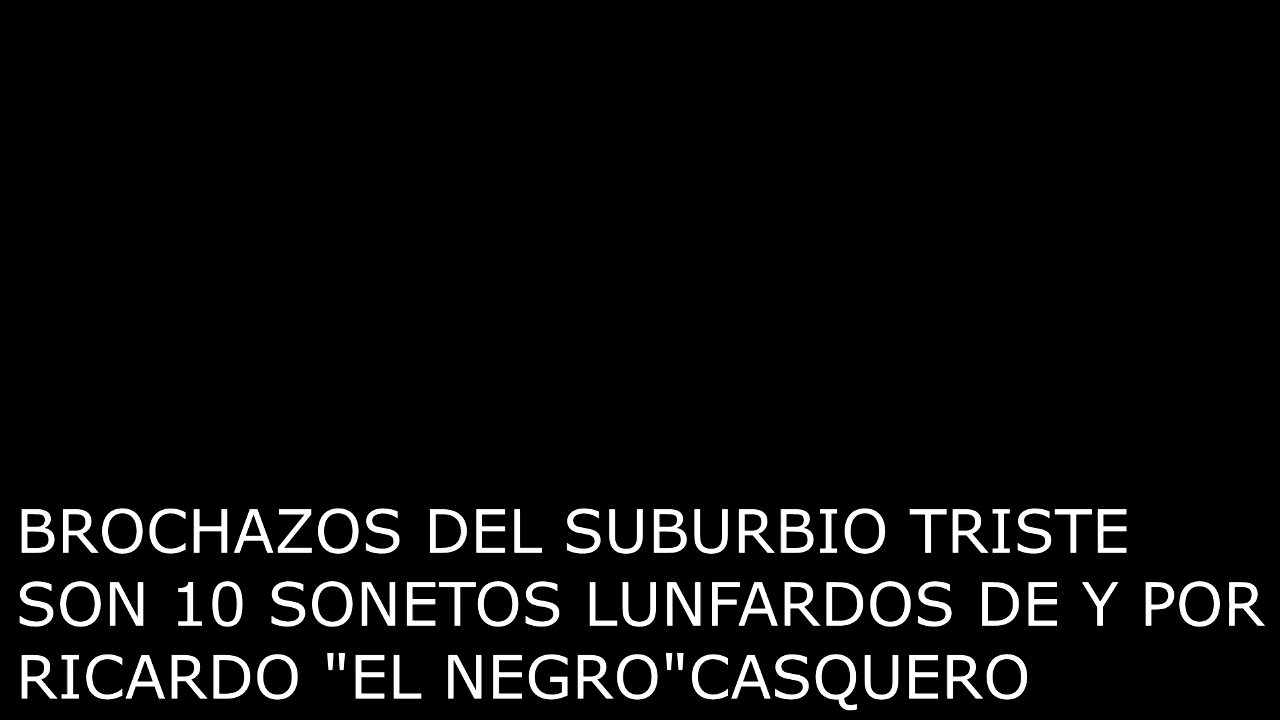 BROCHAZOS DEL SUBURBIO TRISTE
SON 10 SONETOS LUNFARDOS DE Y POR
RICARDO "EL NEGRO"CASQUERO